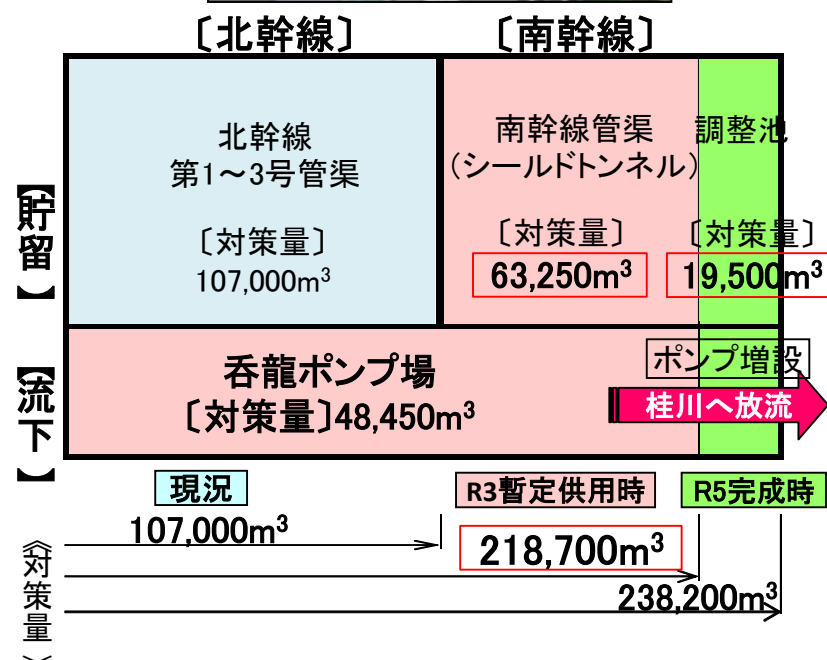 〔北幹線〕
〔南幹線〕
北幹線
第1～3号管渠
〔対策量〕
107,000m³
南幹線管渠
(シールドトンネル)
〔対策量〕
63,250m³
調整池
〔対策量〕
19,500m³
【貯留】
【流下】
呑龍ポンプ場
〔対策量〕48,450m³
ポンプ増設
桂川へ放流
現況
R3暫定供用時
R5完成時
107,000m³
218,700m³
238,200m³
《対策量》